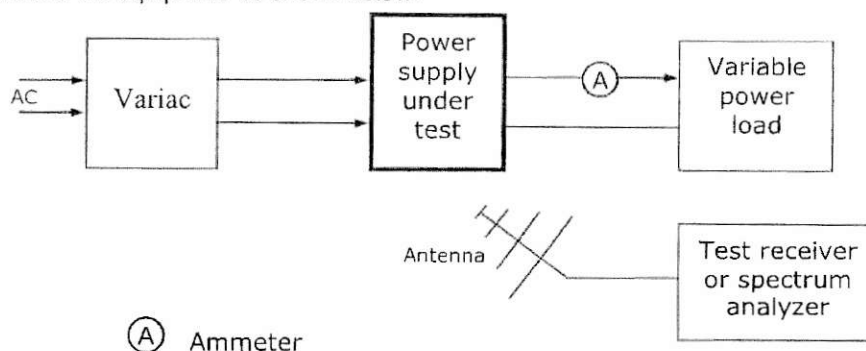 Power
supply
under
test
AC
Variac
A
Variable
power
load
Antenna
Test receiver
or spectrum
analyzer
A Ammeter